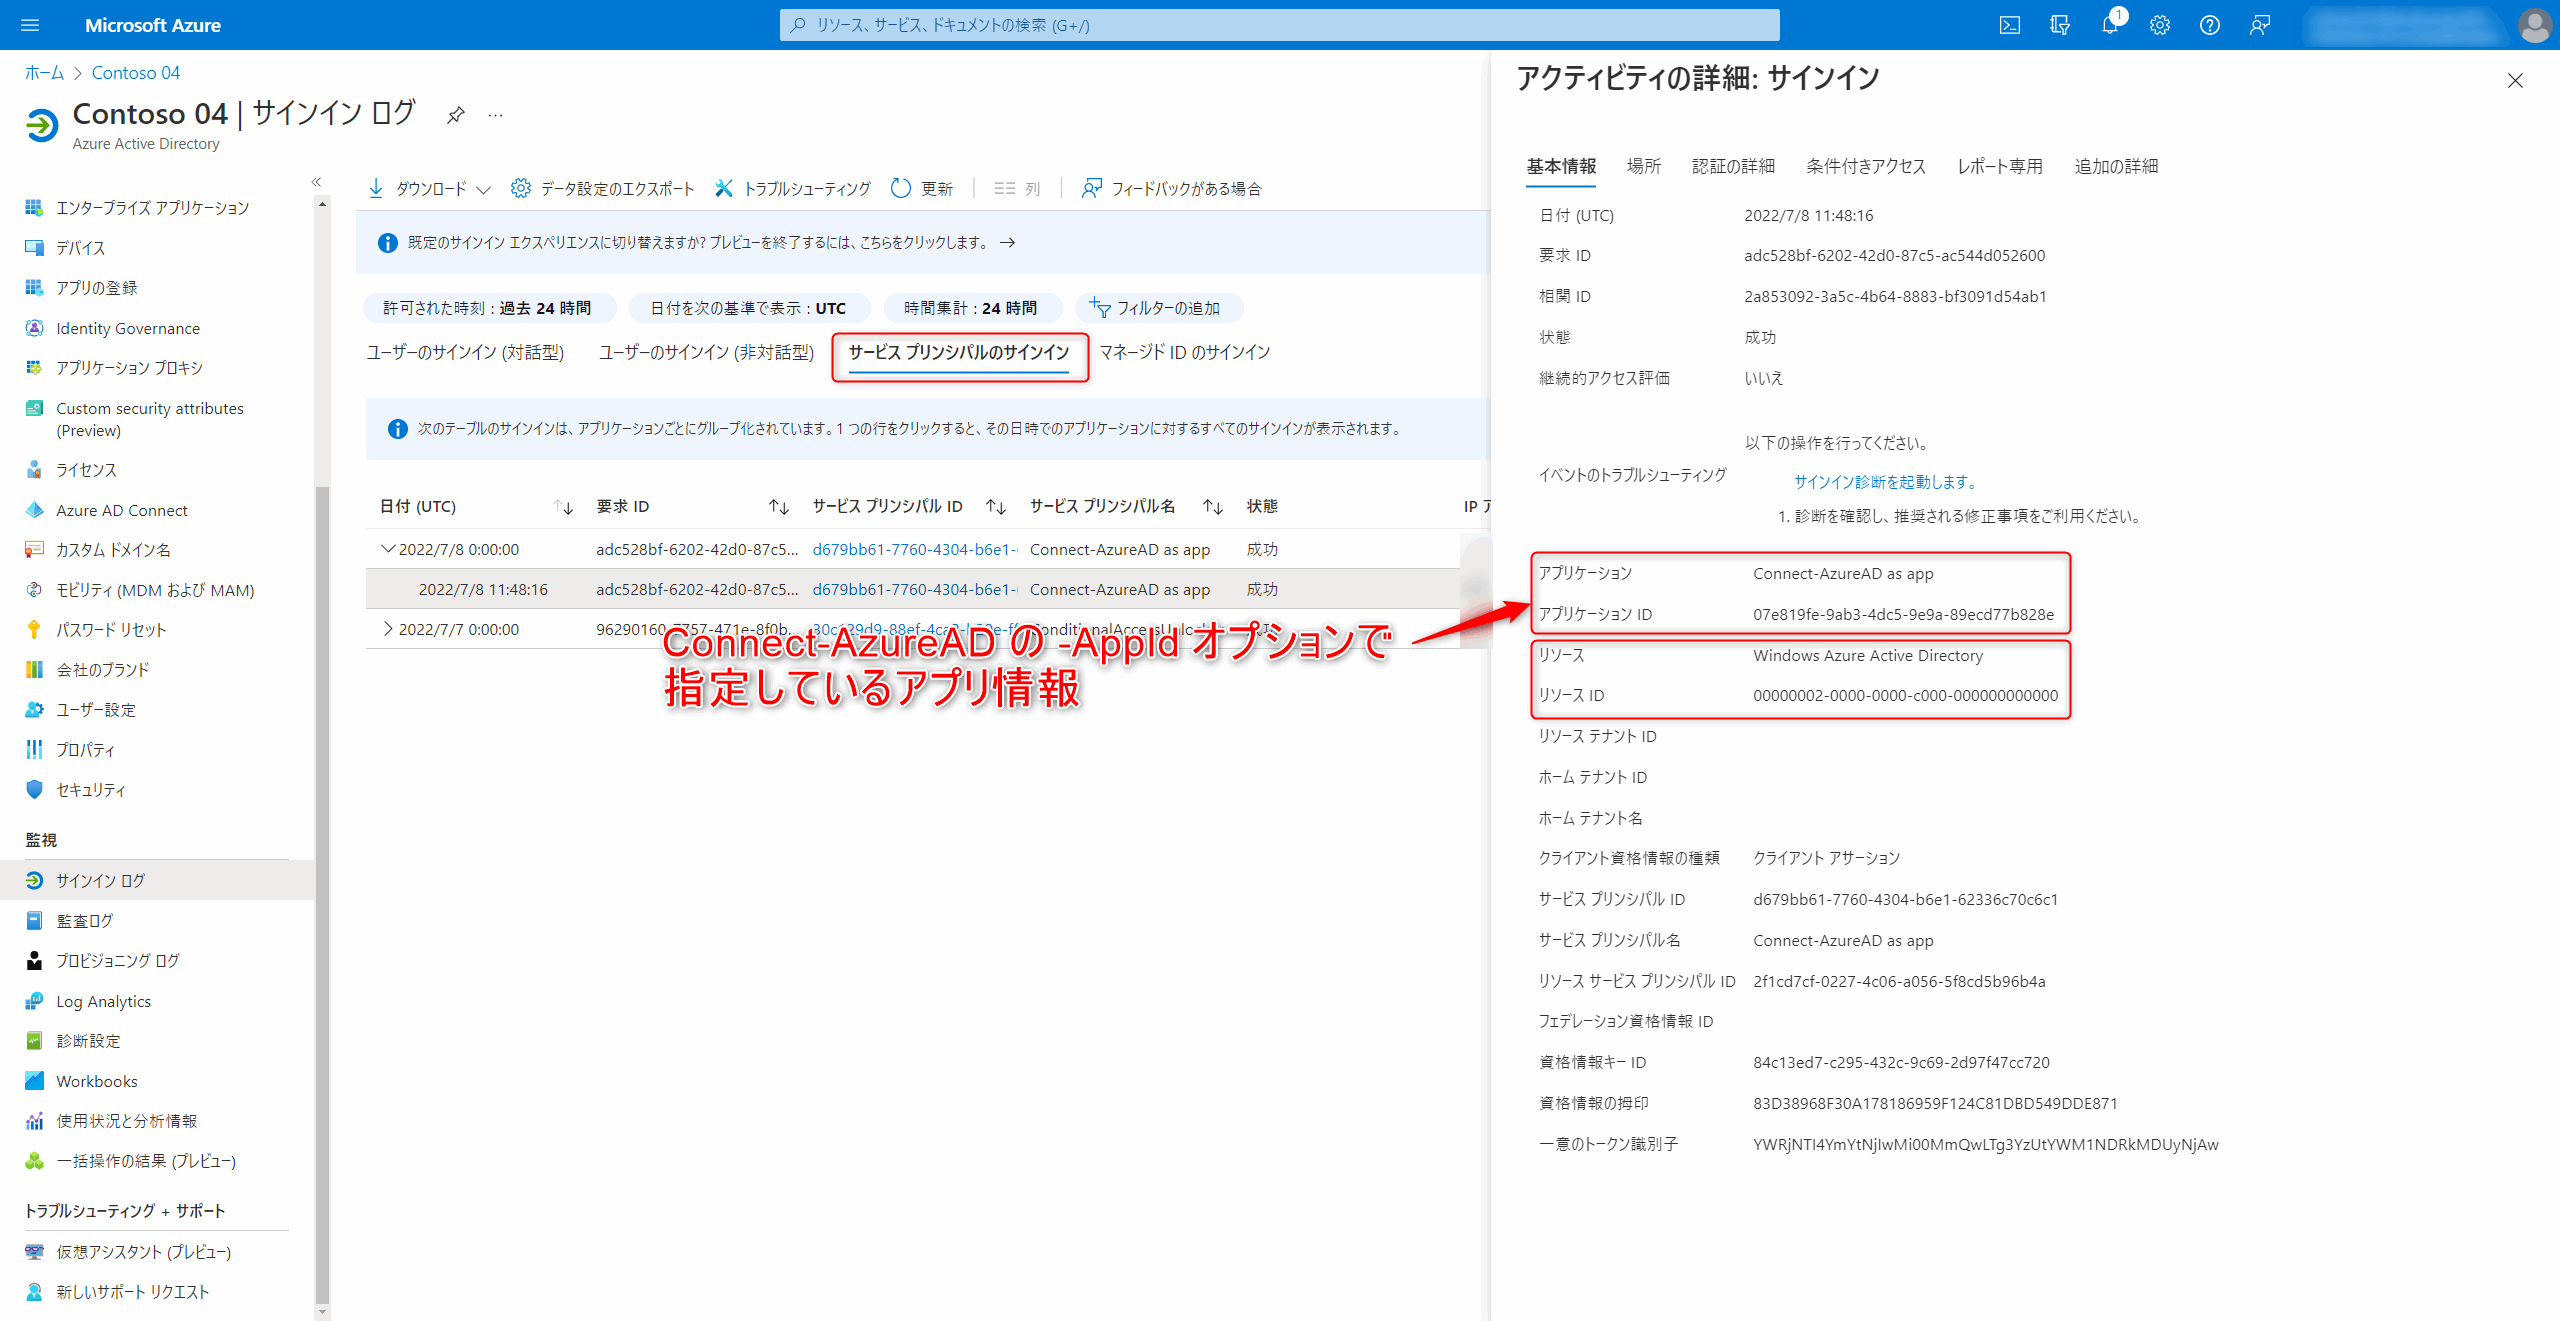 Microsoft Azure
リソース、サービス、ドキュメントの検索 (G+/)
1
ホーム > Contoso 04
Contoso 04 | サインイン ログ
...
Azure Active Directory
エンタープライズ アプリケーション
デバイス
アプリの登録
Identity Governance
アプリケーション プロキシ
Custom security attributes
(Preview)
ライセンス
Azure AD Connect
カスタム ドメイン名
モビリティ (MDM および MAM)
パスワード リセット
会社のブランド
ユーザー設定
プロパティ
セキュリティ
監視
サインイン ログ
監査ログ
プロビジョニング ログ
Log Analytics
診断設定
Workbooks
使用状況と分析情報
一括操作の結果 (プレビュー)
トラブルシューティング + サポート
仮想アシスタント (プレビュー)
新しいサポート リクエスト
ダウンロード データ設定のエクスポート トラブルシューティング 更新 列 フィードバックがある場合
既定のサインイン エクスペリエンスに切り替えますか? プレビューを終了するには、こちらをクリックします。 →
許可された時刻 : 過去 24 時間 日付を次の基準で表示 : UTC 時間集計 : 24 時間 フィルターの追加
ユーザーのサインイン (対話型) ユーザーのサインイン (非対話型) サービス プリンシパルのサインイン マネージド ID のサインイン
次のテーブルのサインインは、アプリケーションごとにグループ化されています。1 つの行をクリックすると、その日時でのアプリケーションに対するすべてのサインインが表示されます。
日付 (UTC) 要求 ID サービス プリンシパル ID サービス プリンシパル名 状態 IP
2022/7/8 0:00:00 adc528bf-6202-42d0-87c5... d679bb61-7760-4304-b6e1- Connect-AzureAD as app 成功
2022/7/8 11:48:16 adc528bf-6202-42d0-87c5... d679bb61-7760-4304-b6e1- Connect-AzureAD as app 成功
2022/7/7 0:00:00
Connect-AzureAD の -AppId オプションで
指定しているアプリ情報
アクティビティの詳細: サインイン
基本情報 場所 認証の詳細 条件付きアクセス レポート専用 追加の詳細
日付 (UTC) 2022/7/8 11:48:16
要求 ID adc528bf-6202-42d0-87c5-ac544d052600
相関 ID 2a853092-3a5c-4b64-8883-bf3091d54ab1
状態 成功
継続的アクセス評価 いいえ
以下の操作を行ってください。
イベントのトラブルシューティング
サインイン診断を起動します。
1. 診断を確認し、推奨される修正事項をご利用ください。
アプリケーション Connect-AzureAD as app
アプリケーション ID 07e819fe-9ab3-4dc5-9e9a-89ecd77b828e
リソース Windows Azure Active Directory
リソース ID 00000002-0000-0000-c000-000000000000
リソース テナント ID
ホーム テナント ID
ホーム テナント名
クライアント資格情報の種類 クライアント アサーション
サービス プリンシパル ID d679bb61-7760-4304-b6e1-62336c70c6c1
サービス プリンシパル名 Connect-AzureAD as app
リソース サービス プリンシパル ID 2f1cd7cf-0227-4c06-a056-5f8cd5b96b4a
フェデレーション資格情報 ID
資格情報キー ID 84c13ed7-c295-432c-9c69-2d97f47cc720
資格情報の拇印 83D38968F30A178186959F124C81DBD549DDE871
一意のトークン識別子 YWRjNTI4YmYtNjIwMi00MmQwLTg3YzUtYWM1NDRkMDUyNjAw